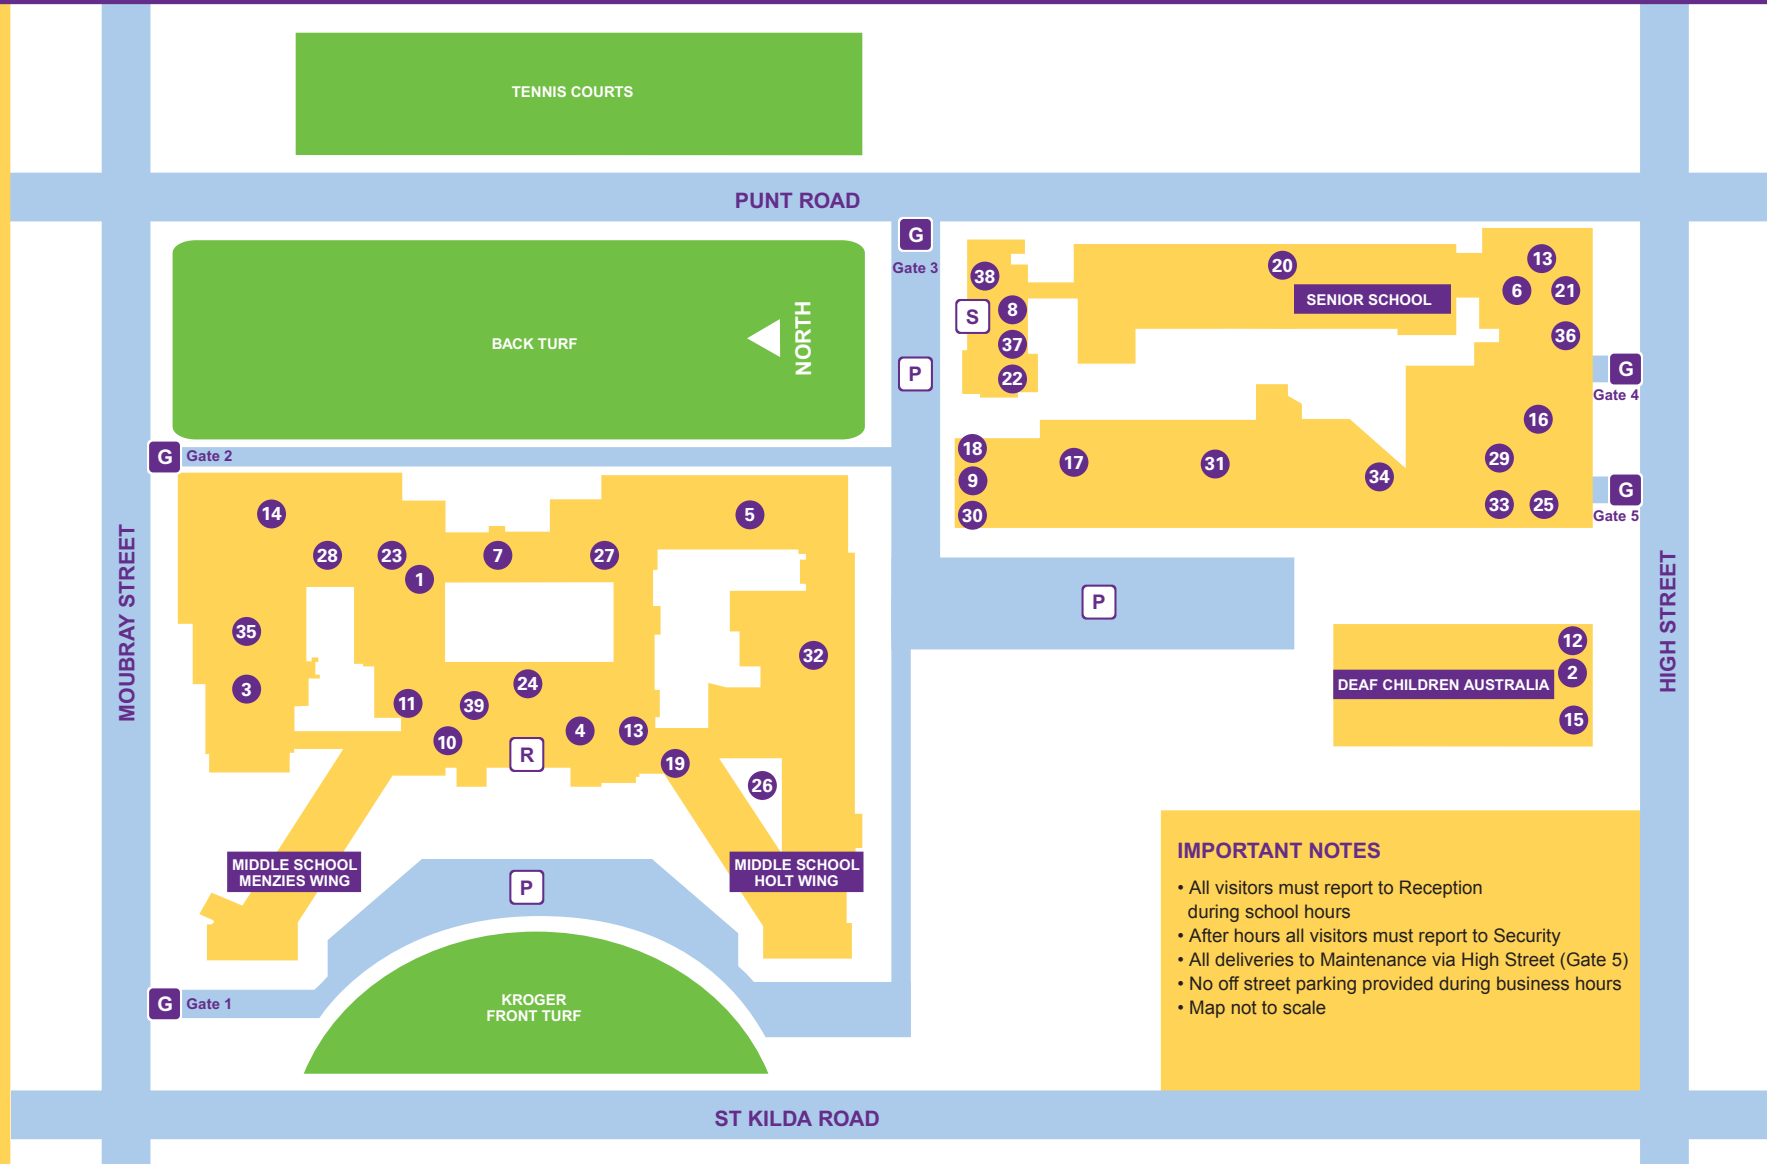 TENNIS COURTS
PUNT ROAD
G
Gate 3
38
20
13
SENIOR SCHOOL
6
21
S
8
BACK TURF
NORTH
37
36
P
22
G
Gate 4
16
G
Gate 2
18
17
31
29
9
34
G
Gate 5
30
33
25
14
5
28
23
7
27
1
MOUBRAY STREET
HIGH STREET
P
35
32
12
3
24
DEAF CHILDREN AUSTRALIA
2
11
39
15
10
4
13
R
19
26
MIDDLE SCHOOL
MENZIES WING
MIDDLE SCHOOL
HOLT WING
P
IMPORTANT NOTES
• All visitors must report to Reception
during school hours
• After hours all visitors must report to Security
• All deliveries to Maintenance via High Street (Gate 5)
• No off street parking provided during business hours
• Map not to scale
G
Gate 1
KROGER
FRONT TURF
ST KILDA ROAD